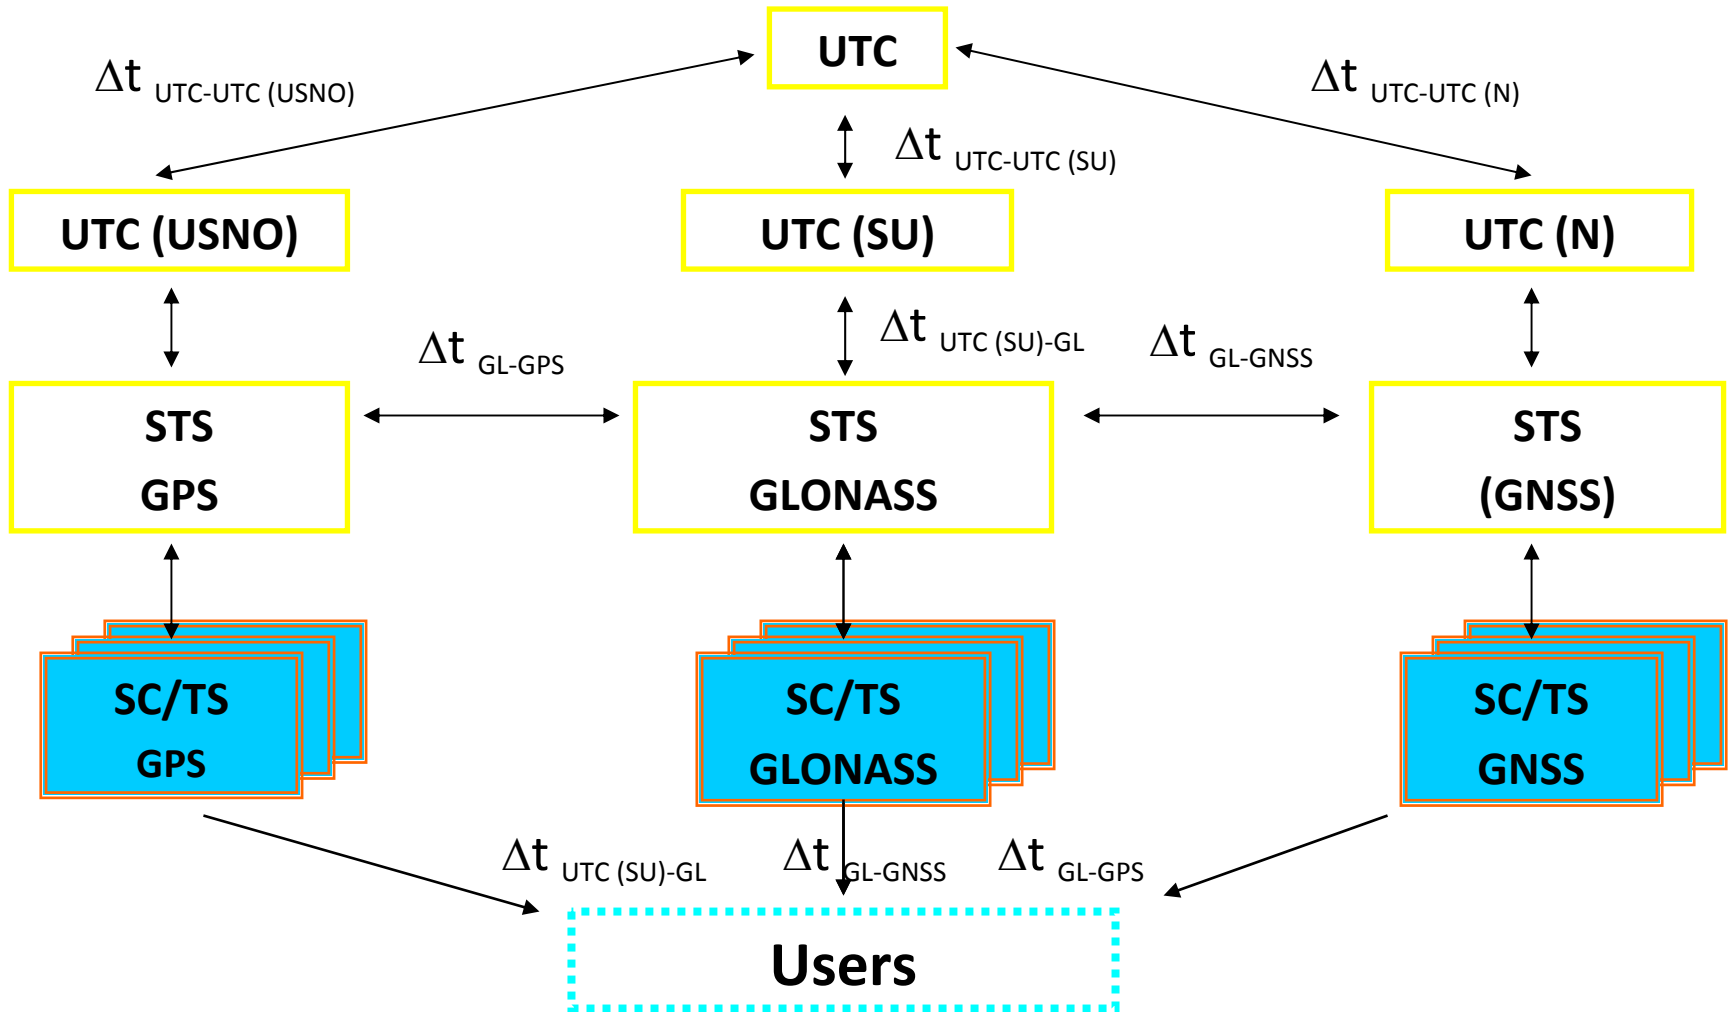 UTC
Δt UTC-UTC (USNO)
Δt UTC-UTC (N)
Δt UTC-UTC (SU)
UTC (USNO)
UTC (SU)
UTC (N)
Δt GL-GPS
Δt UTC (SU)-GL
Δt GL-GNSS
STS
GPS
STS
GLONASS
STS
(GNSS)
SC/TS
GPS
SC/TS
GLONASS
SC/TS
GNSS
Δt UTC (SU)-GL
Δt GL-GNSS
Δt GL-GPS
Users